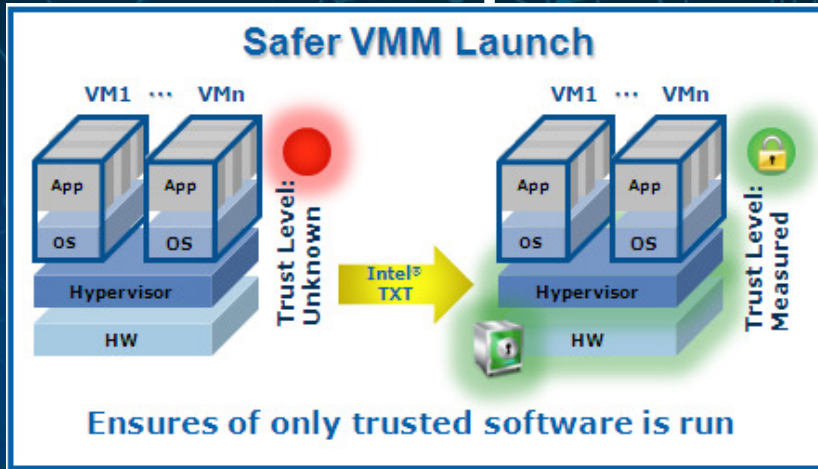 Safer VMM Launch
VM1 ... VMn
App
App
OS
OS
Hypervisor
HW
Trust Level:
Unknown
Intel®
TXT
VM1 ... VMn
App
App
OS
OS
Hypervisor
HW
Trust Level:
Measured
Ensures of only trusted software is run